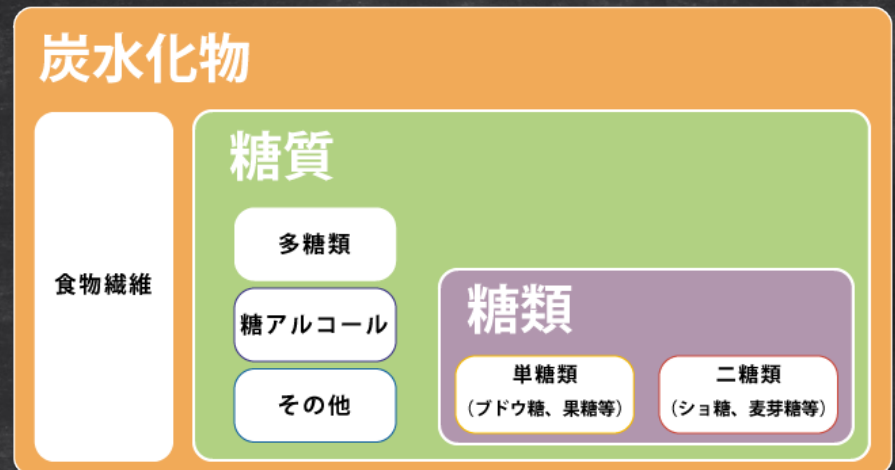 炭水化物
食物繊維
糖質
多糖類
糖アルコール
その他
糖類
単糖類
（ブドウ糖、果糖等）
二糖類
（ショ糖、麦芽糖等）